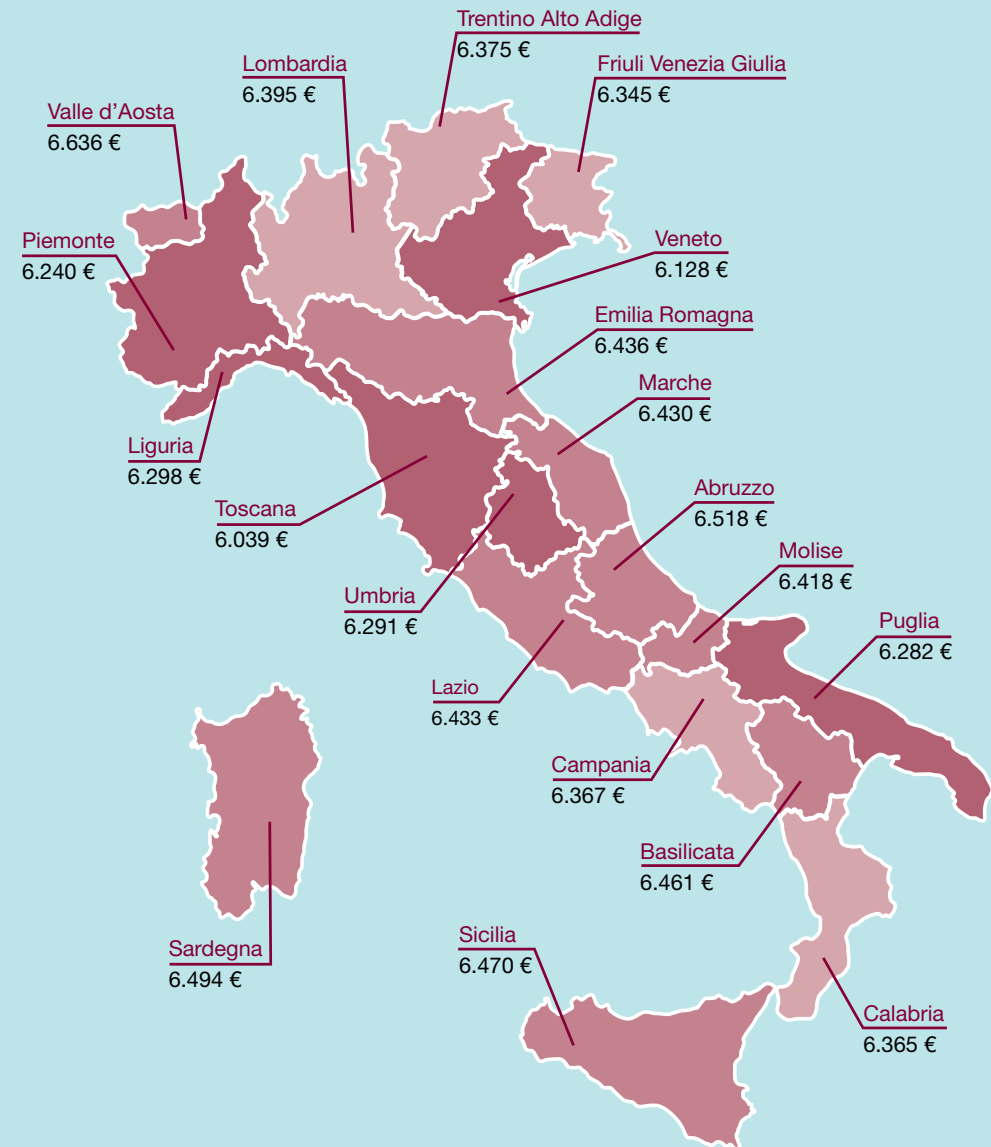 Trentino Alto Adige
6.375 €
Lombardia
6.395 €
Friuli Venezia Giulia
6.345 €
Valle d’Aosta
6.636 €
Piemonte
6.240 €
Veneto
6.128 €
Emilia Romagna
6.436 €
Marche
6.430 €
Liguria
6.298 €
Toscana
6.039 €
Abruzzo
6.518 €
Molise
6.418 €
Umbria
6.291 €
Puglia
6.282 €
Lazio
6.433 €
Campania
6.367 €
Basilicata
6.461 €
Sardegna
6.494 €
Sicilia
6.470 €
Calabria
6.365 €